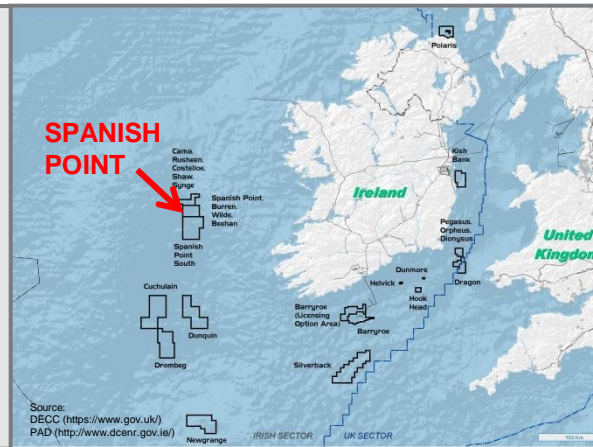 Polaris
SPANISH
POINT
Cama,
Rusheen,
Costelloe,
Shaw,
Synge
Spanish Point,
Burren,
Wilde,
Beehan
Spanish
Point
South
Kish
Bank
Ireland
Pegasus,
Orpheus,
Dionysus
United
Kingdom
Dragon
Dunmore
Helvick
Hook
Head
Cuchulain
Dunquin
Drombeg
Barryroe
(Licensing
Option Area)
Barryroe
Silverback
Source:
DECC (https://www.gov.uk/)
PAD (http://www.dcenr.gov.ie/)
Newgrange
IRISH SECTOR
UK SECTOR